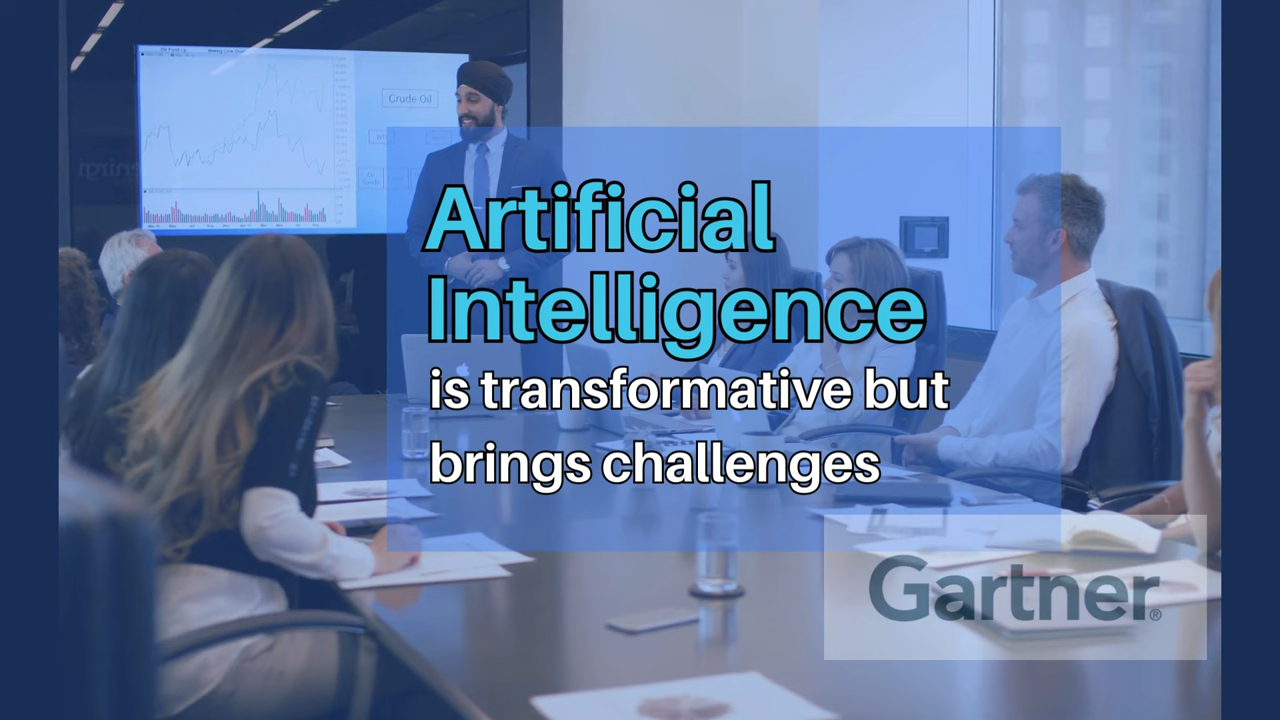 Crude Oil
Artificial
Intelligence
is transformative but
brings challenges
Gartner®